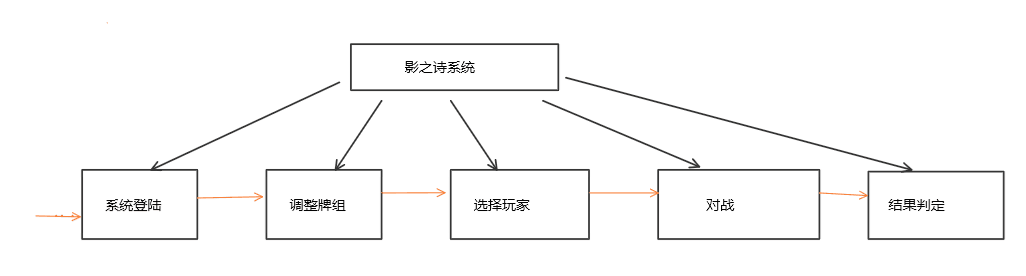 影之诗系统
系统登陆
调整牌组
选择玩家
对战
结果判定